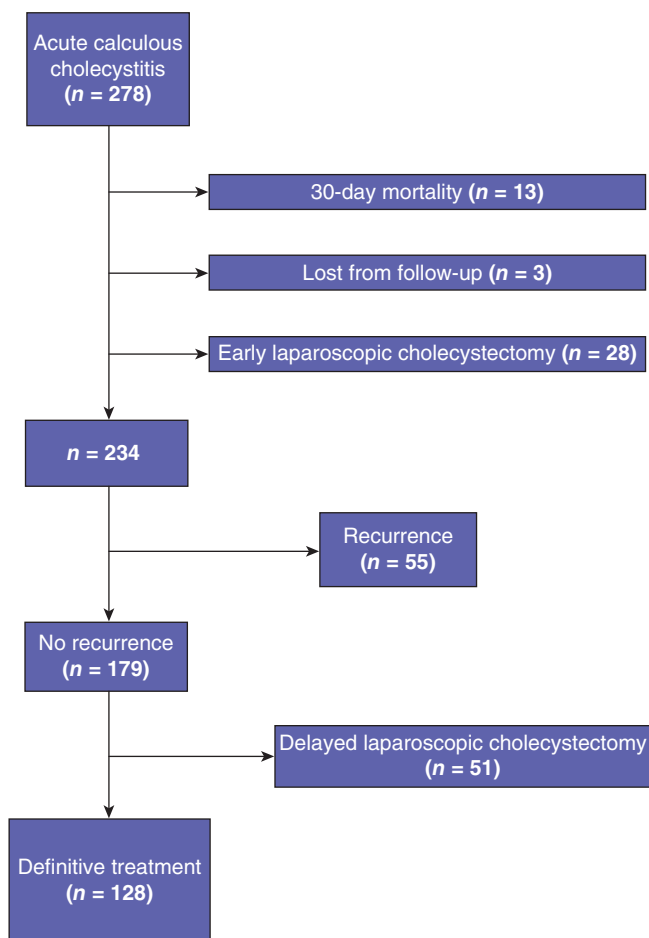 Acute calculous
cholecystitis
(n = 278)
30-day mortality (n = 13)
Lost from follow-up (n = 3)
Early laparoscopic cholecystectomy (n = 28)
n = 234
Recurrence
(n = 55)
No recurrence
(n = 179)
Delayed laparoscopic cholecystectomy
(n = 51)
Definitive treatment
(n = 128)